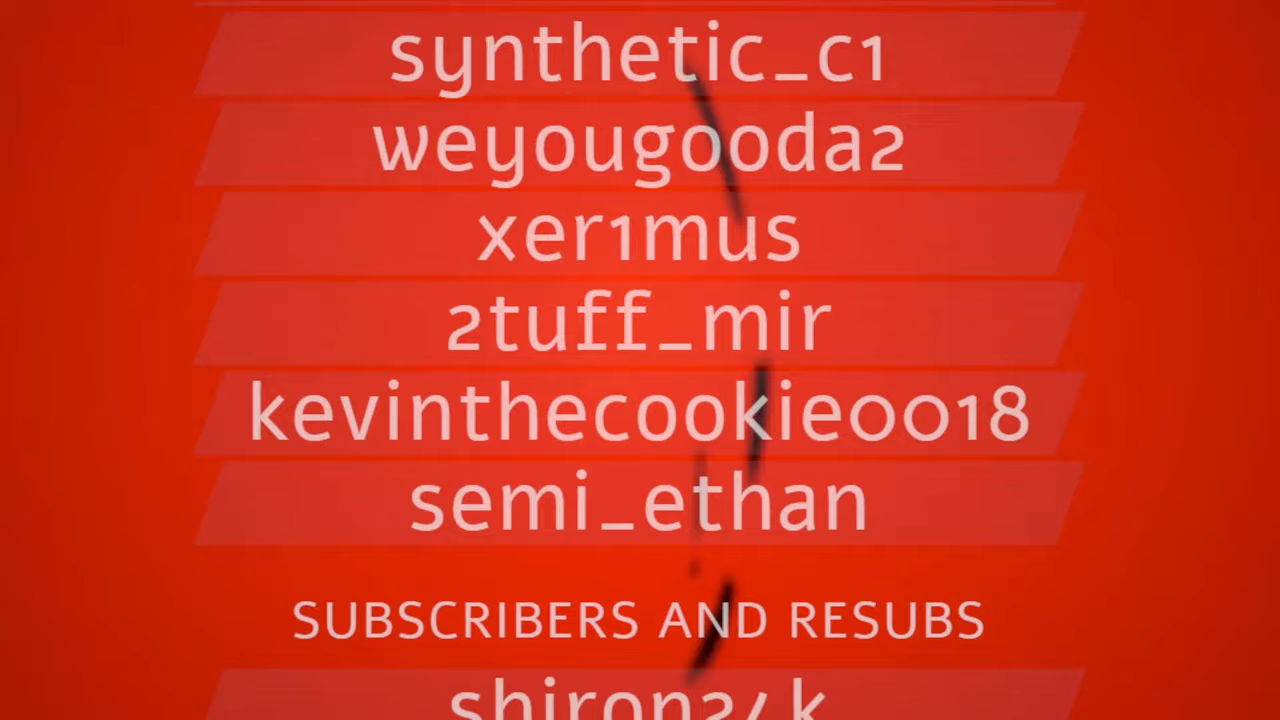 synthetic_c1
weyougooda2
xer1mus
2tuff_mir
kevinthecookie0018
semi_ethan
SUBSCRIBERS AND RESUBS